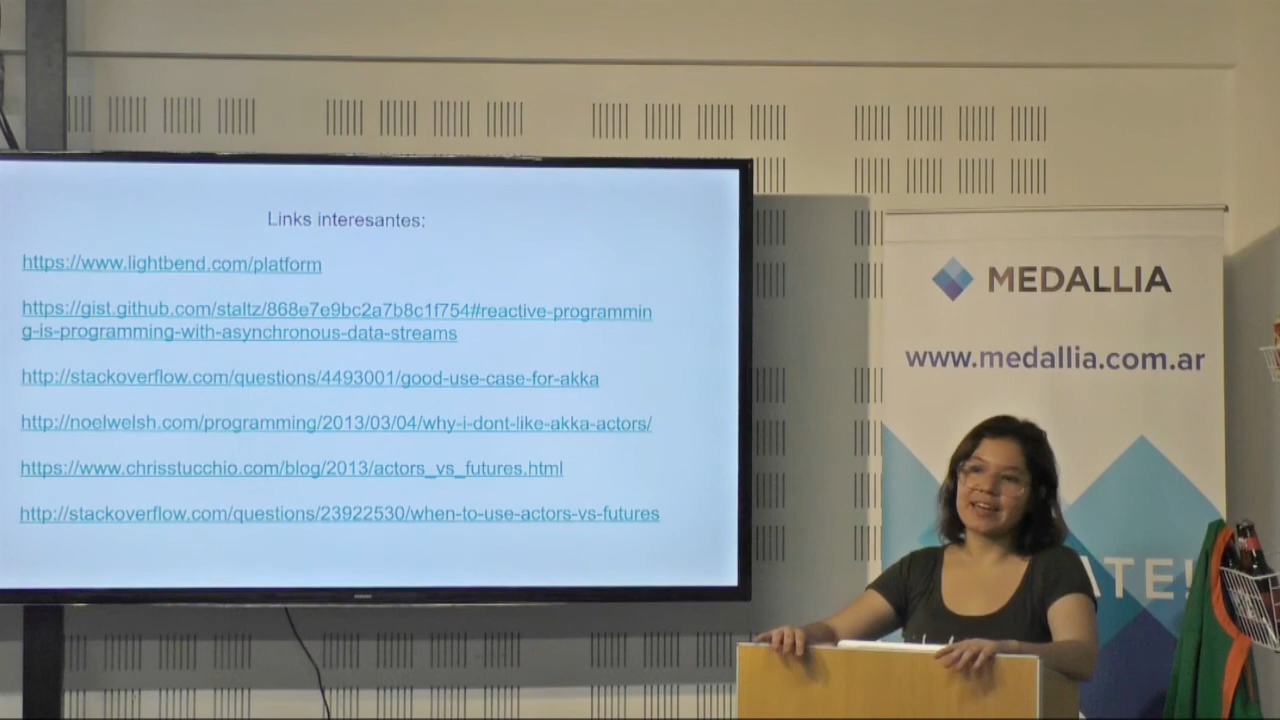 Links interesantes:
https://www.lightbend.com/platform
https://gist.github.com/staltz/868e7e9bc2a7b8c1f754#reactive-programmin
g-is-programming-with-asynchronous-data-streams
http://stackoverflow.com/questions/4493001/good-use-case-for-akka
http://noelwelsh.com/programming/2013/03/04/why-i-dont-like-akka-actors/
https://www.chrisstucchio.com/blog/2013/actors_vs_futures.html
http://stackoverflow.com/questions/23922530/when-to-use-actors-vs-futures
MEDALLIA
www.medallia.com.ar
ATE!